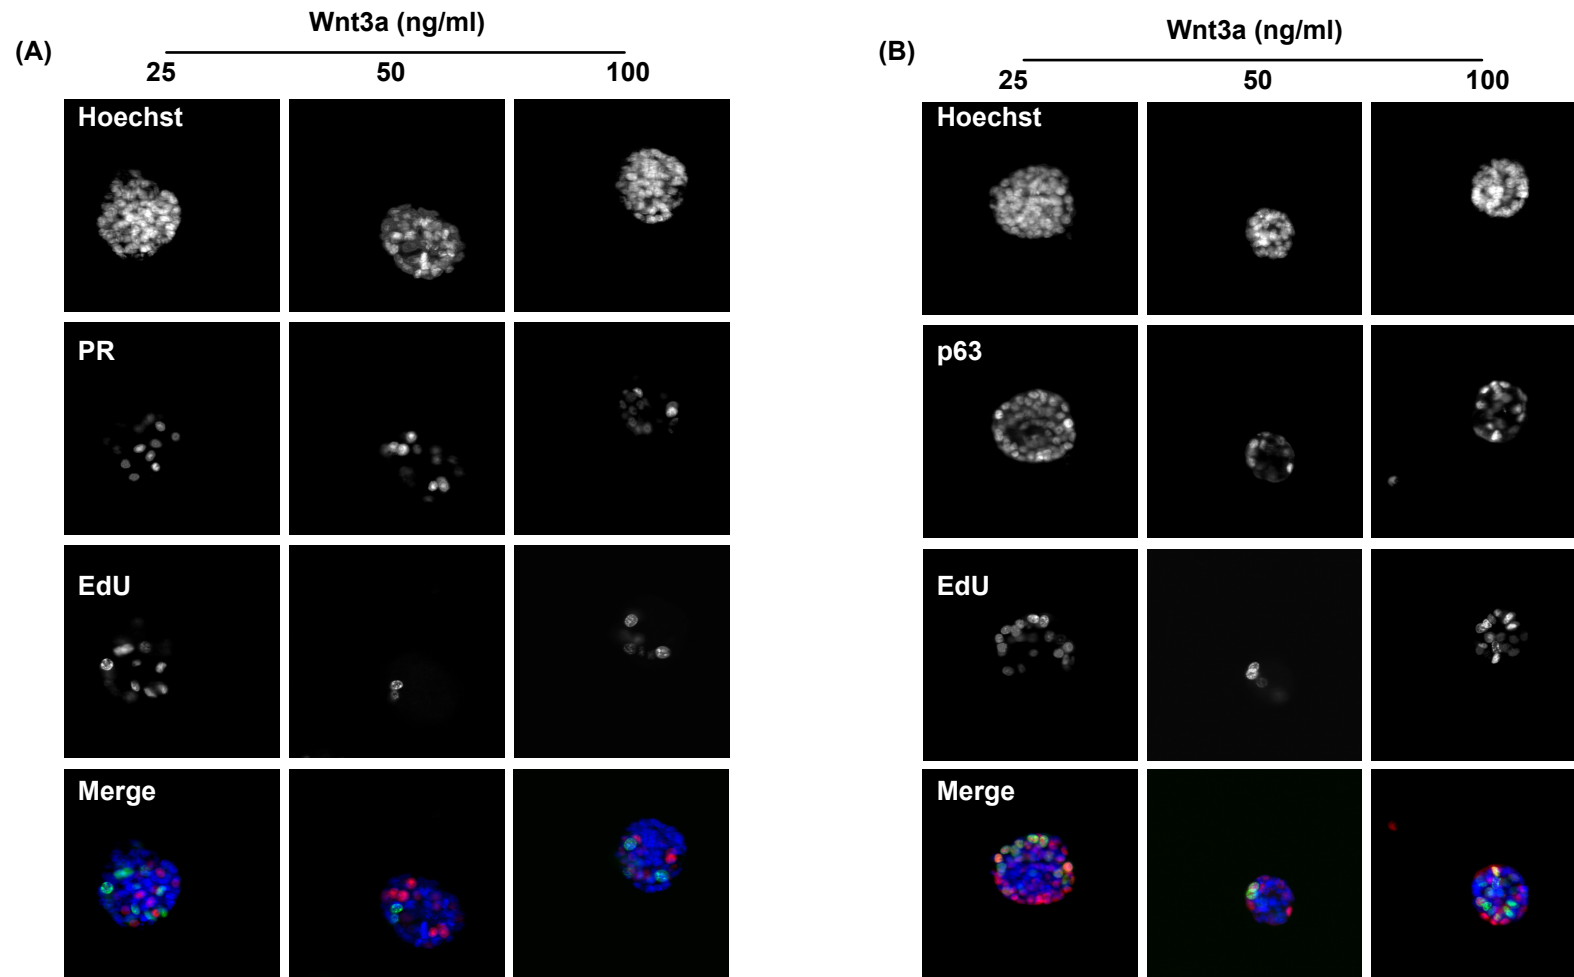 (A)
Wnt3a (ng/ml)
25 50 100
Hoechst
PR
EdU
Merge
(B)
Wnt3a (ng/ml)
25 50 100
Hoechst
p63
EdU
Merge